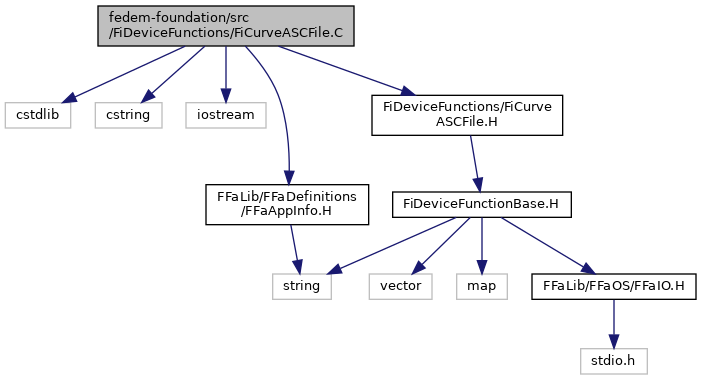 fedem-foundation/src
/FiDeviceFunctions/FiCurveASCFile.C
cstdlib
cstring
iostream
FiDeviceFunctions/FiCurve
ASCFile.H
FFaLib/FFaDefinitions
/FFaAppInfo.H
FiDeviceFunctionBase.H
string
vector
map
FFaLib/FFaOS/FFaIO.H
stdio.h